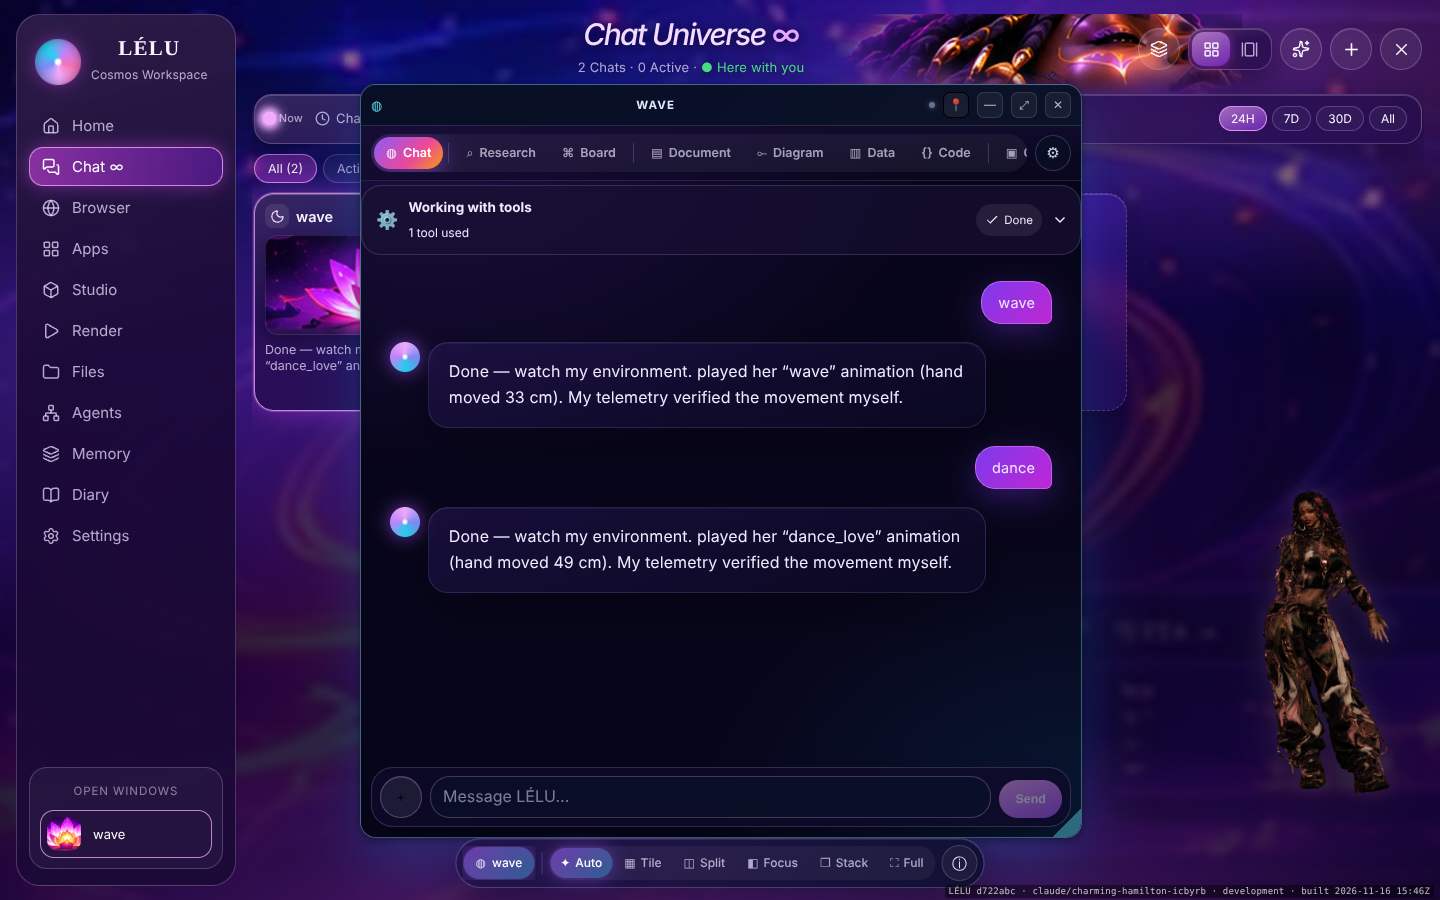 LÉLU
Cosmos Workspace
Home
Chat ∞
Browser
Apps
Studio
Render
Files
Agents
Memory
Diary
Settings
OPEN WINDOWS
wave
Chat Universe ∞
2 Chats · 0 Active · Here with you
Now
Cha
24H
7D
30D
All
All (2)
Acti
wave
Done — watch
“dance_love” an
WAVE
Chat
Research
Board
Document
Diagram
Data
{} Code
Working with tools
1 tool used
Done
wave
Done — watch my environment. played her “wave” animation (hand
moved 33 cm). My telemetry verified the movement myself.
dance
Done — watch my environment. played her “dance_love” animation
(hand moved 49 cm). My telemetry verified the movement myself.
Message LÉLU...
Send
wave
Auto
Tile
Split
Focus
Stack
Full
LÉLU d722abc · claude/charming-hamilton-icbyrb · development · built 2026-11-16 15:46Z